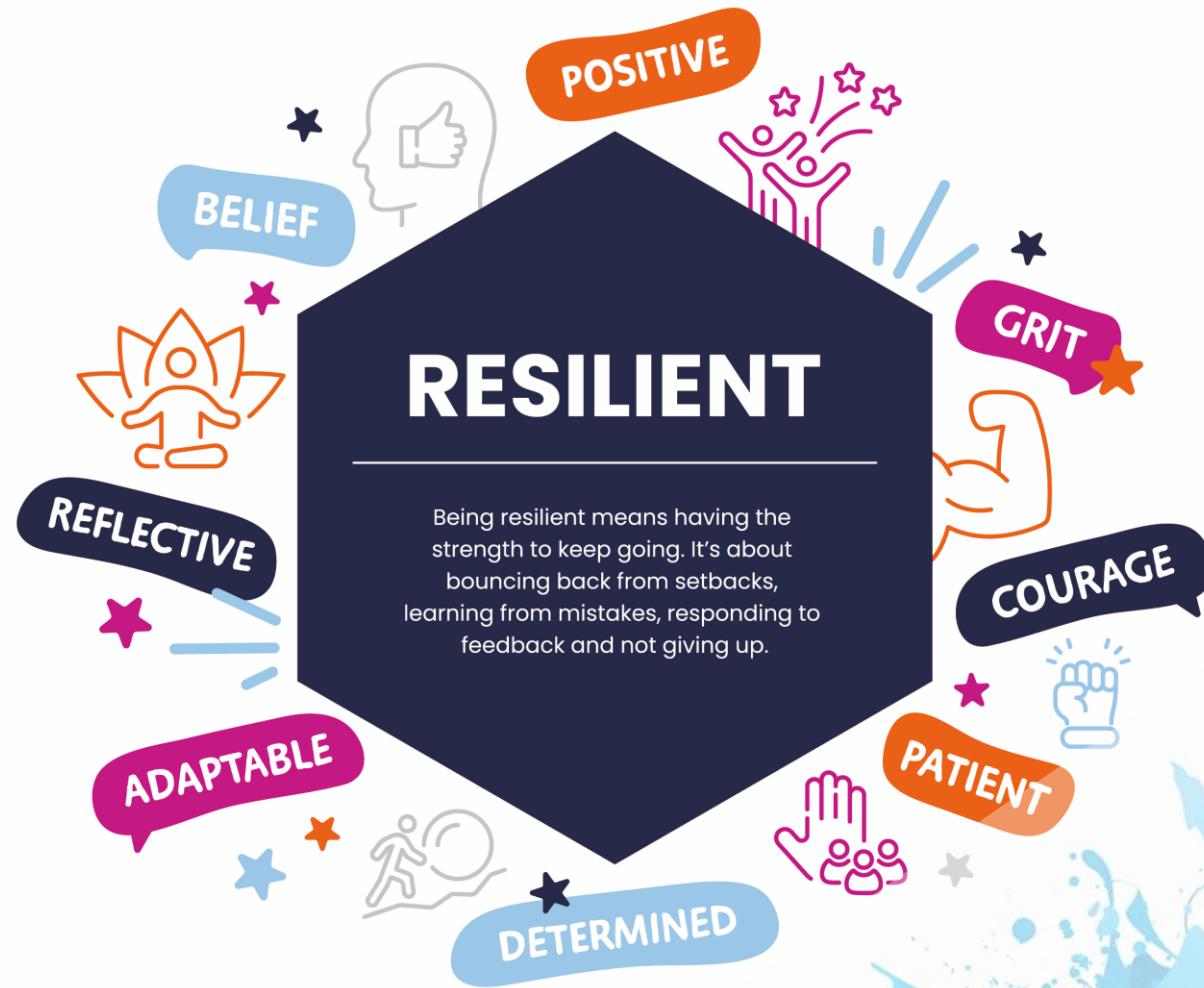 POSITIVE
BELIEF
GRIT
RESILIENT
Being resilient means having the
strength to keep going. It’s about
bouncing back from setbacks,
learning from mistakes, responding to
feedback and not giving up.
REFLECTIVE
COURAGE
ADAPTABLE
PATIENT
DETERMINED